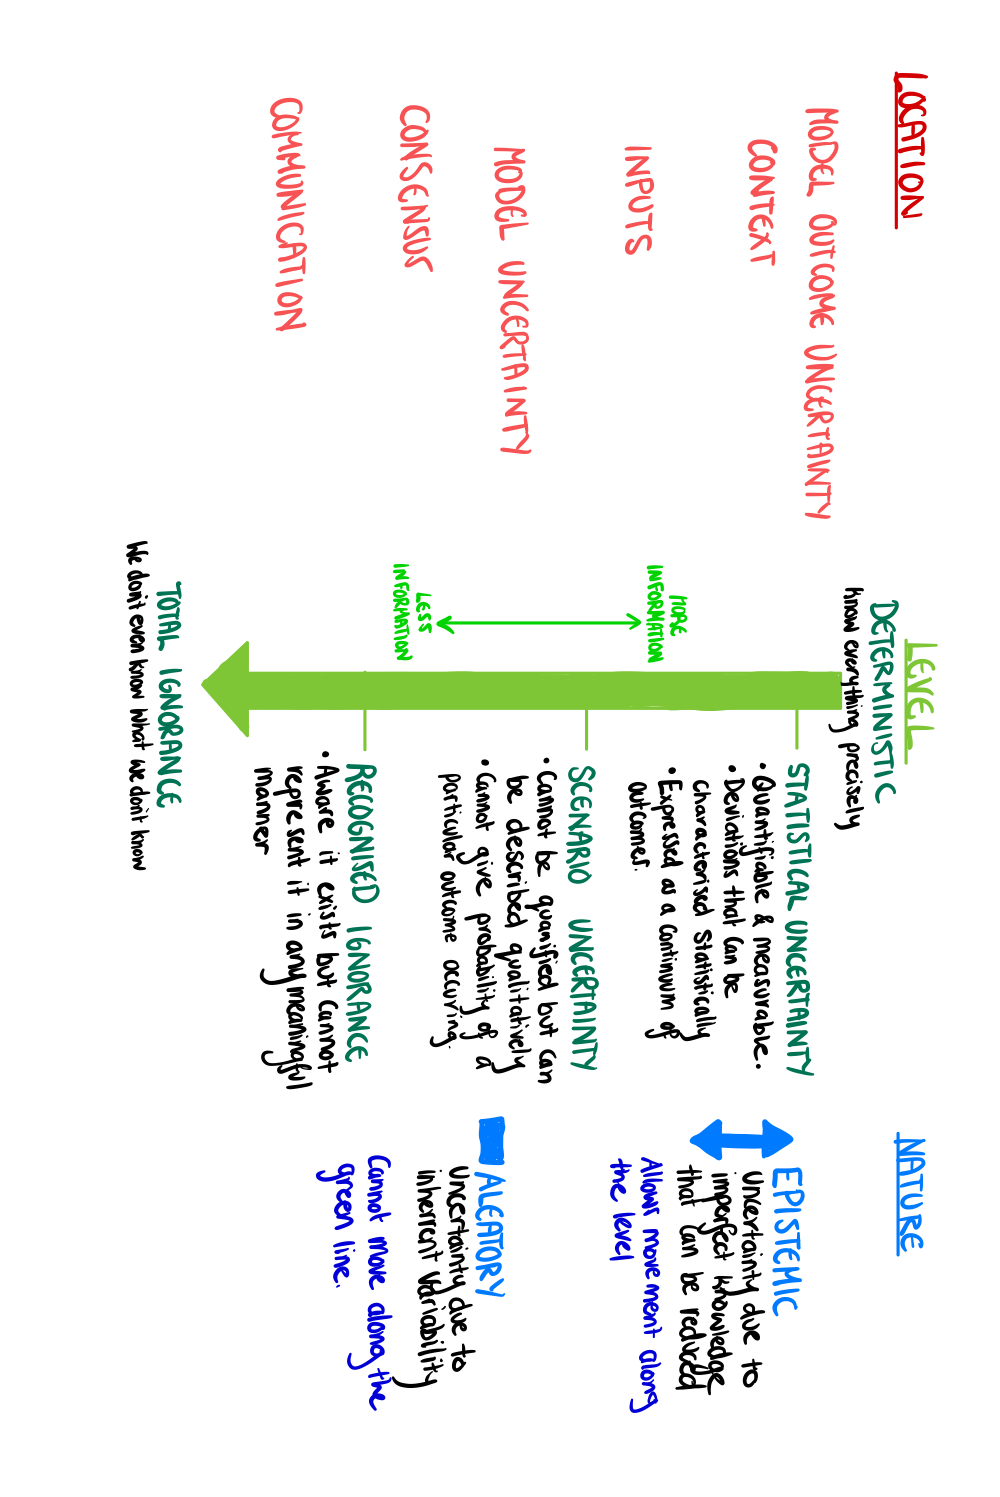 LOCATION
MODEL OUTCOME UNCERTAINTY
CONTEXT
INPUTS
MODEL UNCERTAINTY
CONSENSUS
COMMUNICATION
LEVEL
DETERMINISTIC
Know everything precisely
MORE
INFORMATION
LESS
INFORMATION
STATISTICAL UNCERTAINTY
• Quantifiable & measurable.
• Deviations that can be
characterised statistically
• Expressed as a continuum of
outcomes.
SCENARIO UNCERTAINTY
• Cannot be quanified but can
be described qualitatively
• Cannot give probability of a
particular outcome occuring.
RECOGNISED IGNORANCE
• Aware it exists but cannot
represent it in any meaningful
manner
TOTAL IGNORANCE
We don't even know what we don't know
NATURE
EPISTEMIC
Uncertainty due to
imperfect knowledge
that can be reduced
Allows movement along
the level
ALEATORY
Uncertainty due to
inherrent variability
Cannot move along the
green line.